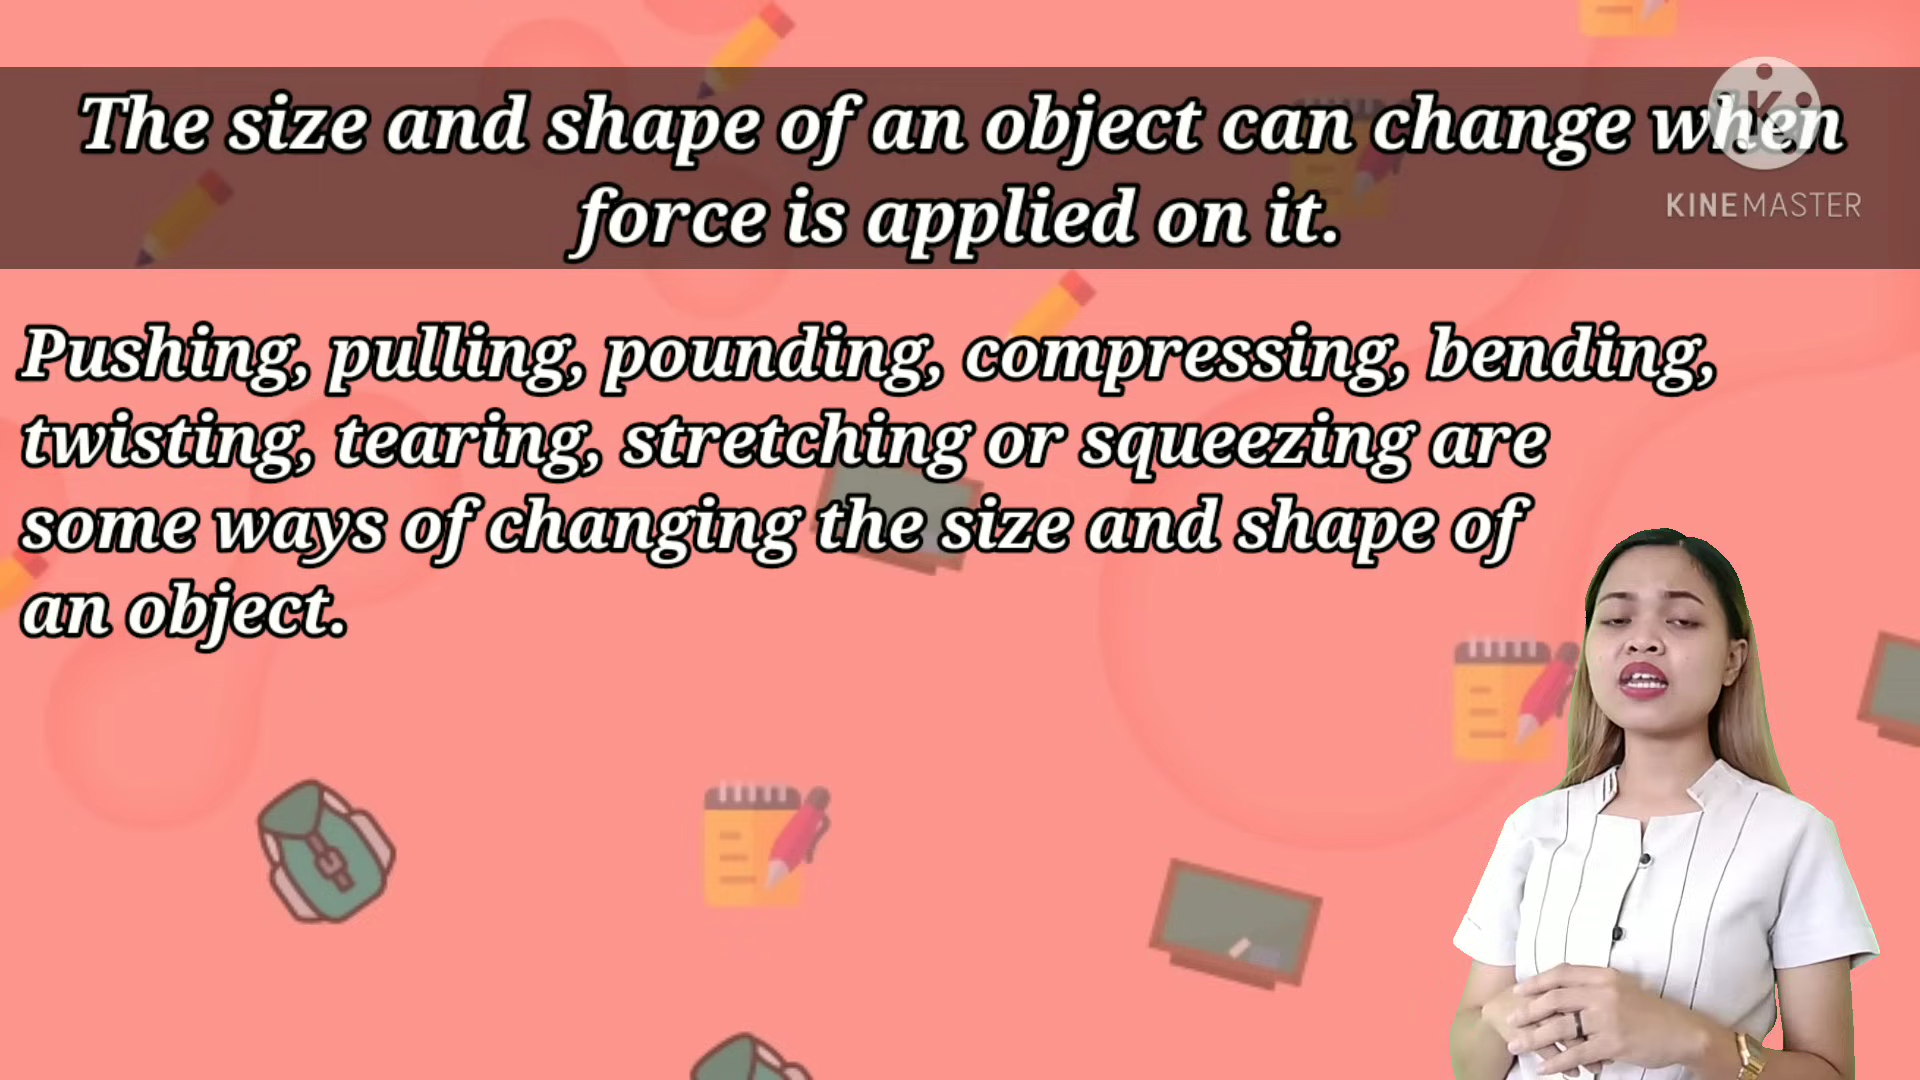 The size and shape of an object can change when
force is applied on it.
KINEMASTER
Pushing, pulling, pounding, compressing, bending,
twisting, tearing, stretching or squeezing are
some ways of changing the size and shape of
an object.